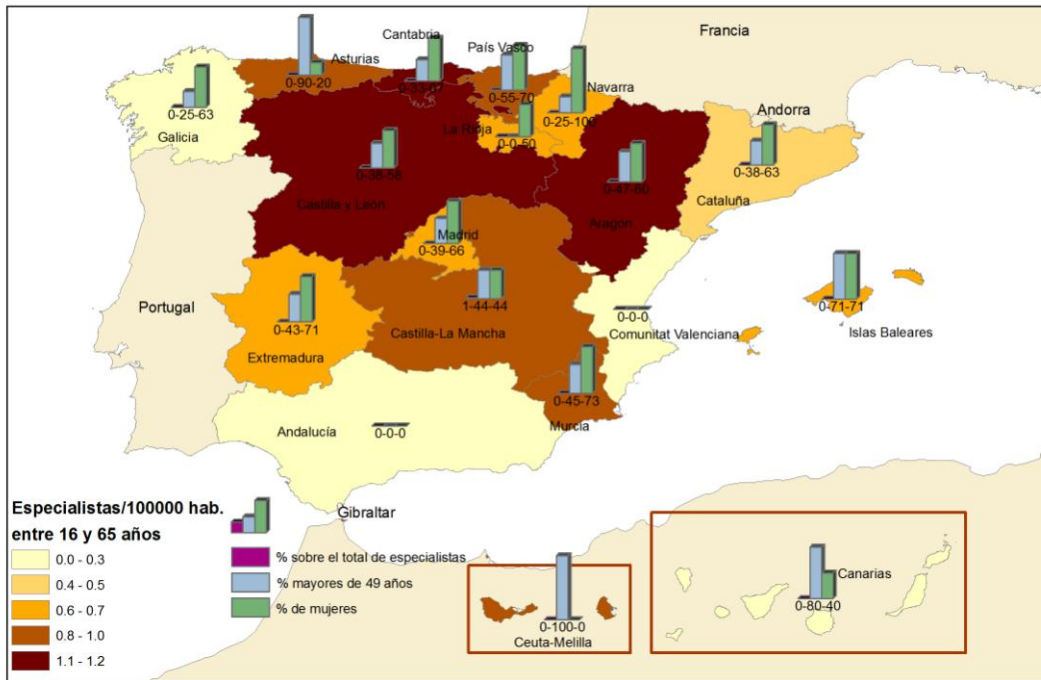 Francia
Cantabria
País Vasco
Asturias
0-90-20
0-33-67
0-55-70
Navarra
0-25-100
Andorra
0-25-63
Galicia
La Rioja
0-0-50
0-38-63
Cataluña
0-36-58
0-47-60
Castilla y León
Aragón
Madrid
0-39-66
Portugal
0-43-71
Extremadura
1-44-44
Castilla-La Mancha
0-0-0
Comunitat Valenciana
0-71-71
Islas Baleares
0-45-73
Murcia
Andalucía
0-0-0
Gibraltar
Especialistas/100000 hab.
entre 16 y 65 años
0.0 - 0.3
0.4 - 0.5
0.6 - 0.7
0.8 - 1.0
1.1 - 1.2
% sobre el total de especialistas
% mayores de 49 años
% de mujeres
0-100-0
Ceuta-Melilla
Canarias
0-80-40